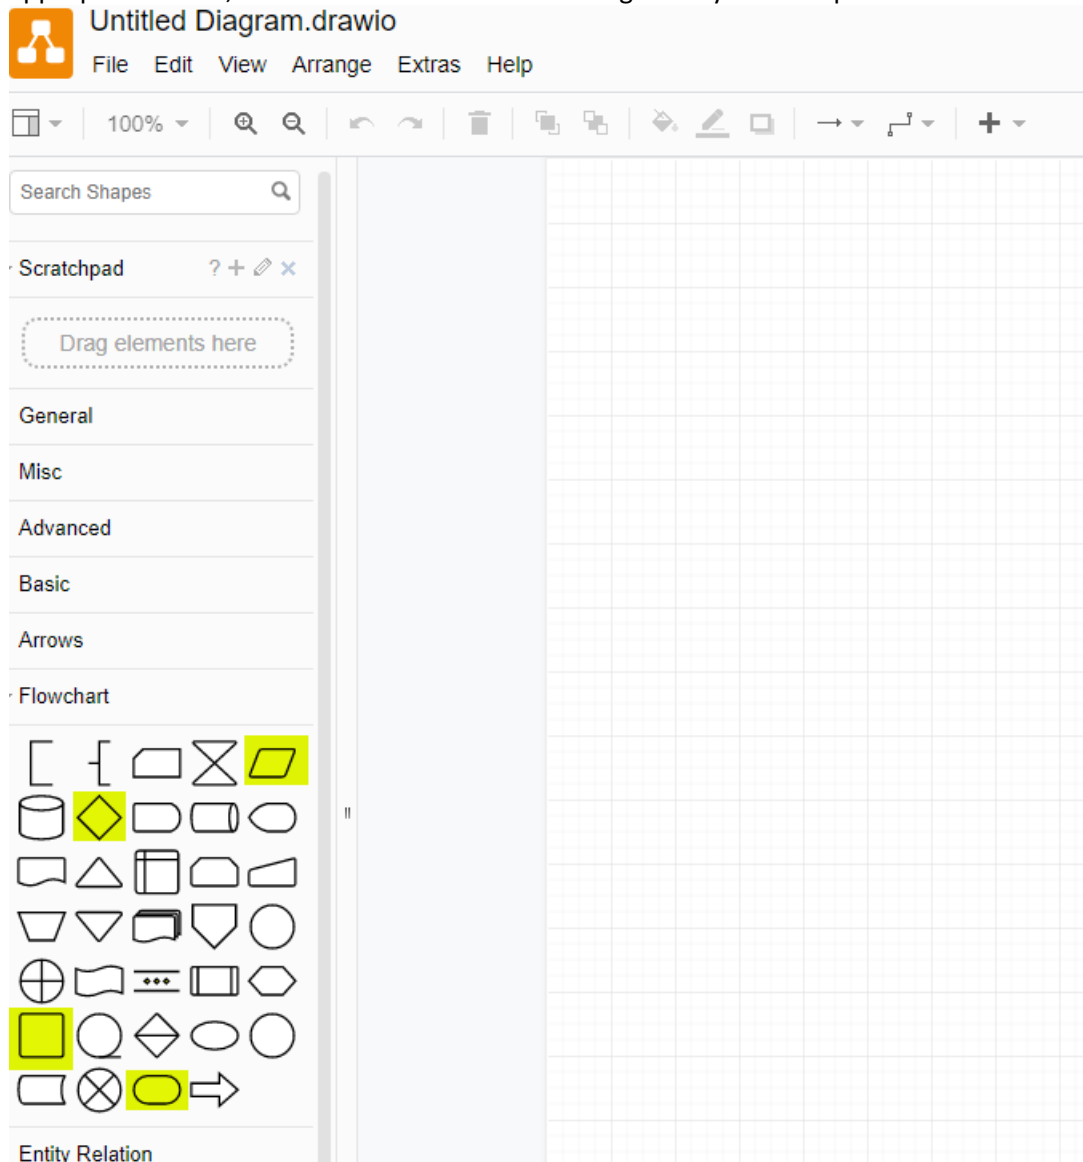 Untitled Diagram.drawio
File Edit View Arrange Extras Help
100%
Search Shapes
Scratchpad ?
Drag elements here
General
Misc
Advanced
Basic
Arrows
Flowchart
Entity Relation